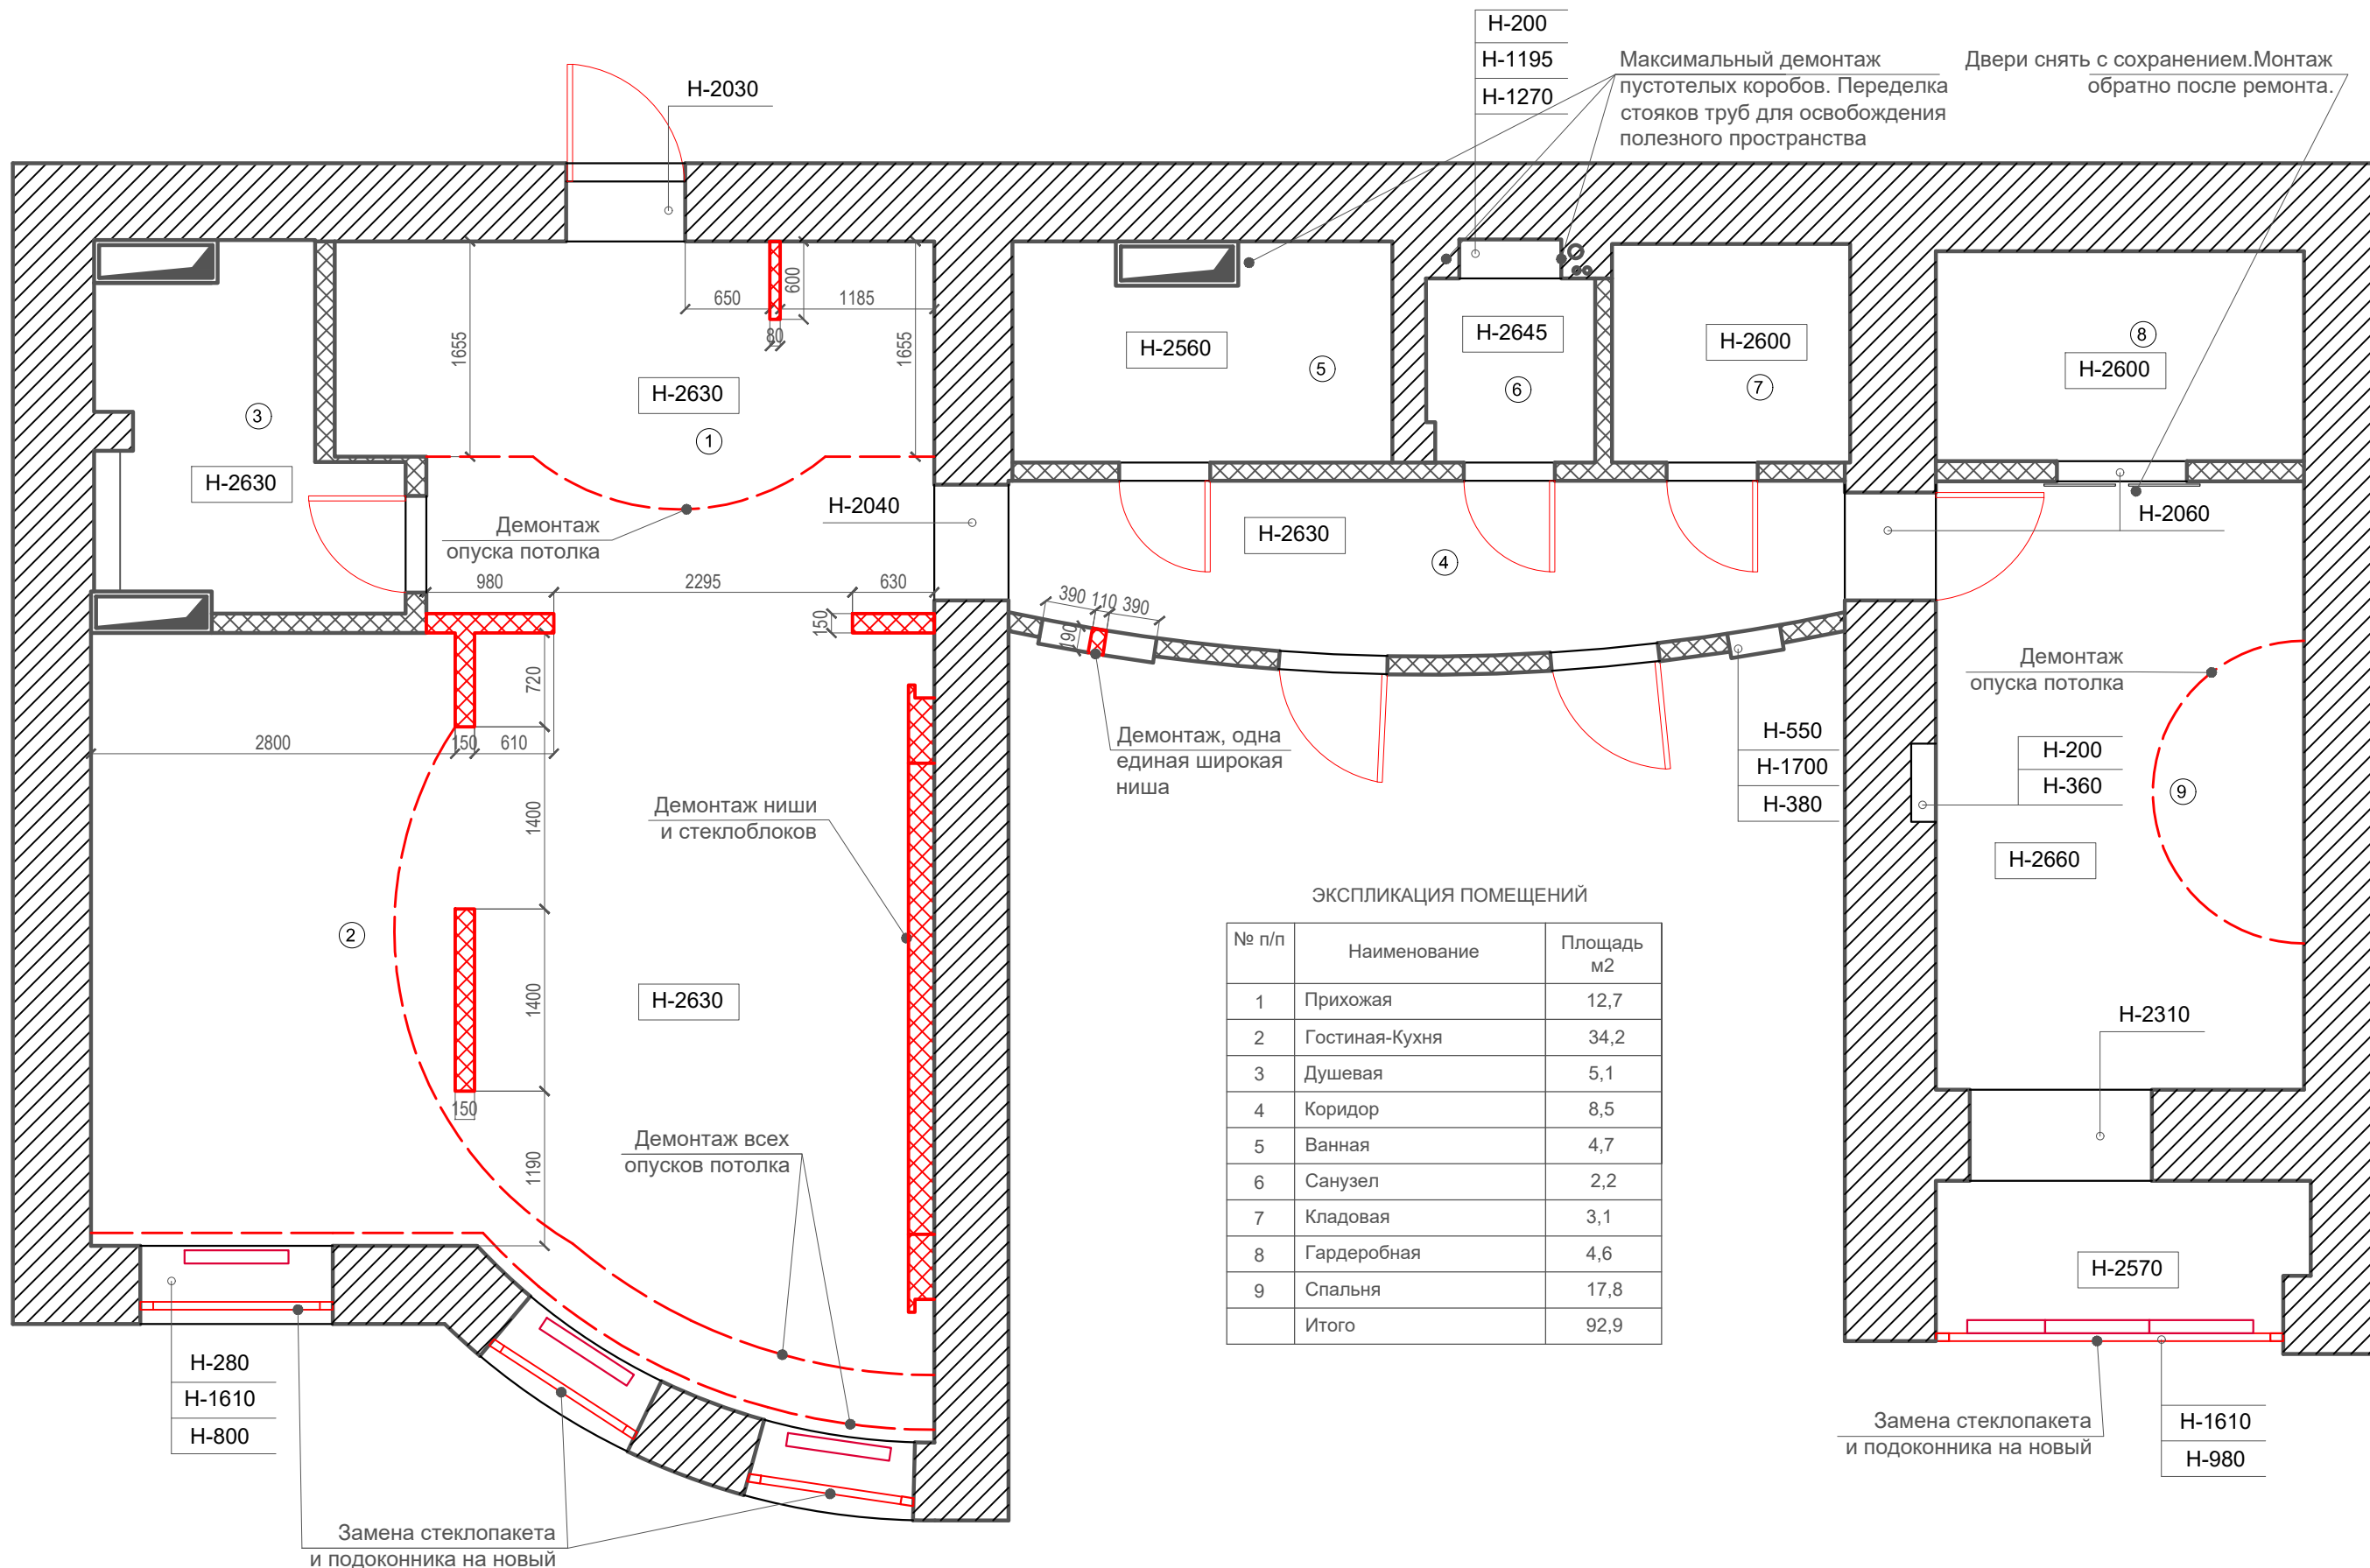 H-200
H-1195
H-1270
Максимальный демонтаж
пустотелых коробов. Переделка
стояков труб для освобождения
полезного пространства
Двери снять с сохранением.Монтаж
обратно после ремонта.
H-2030
650
600
1185
80
1655
1655
H-2630
1
3
H-2630
H-2560
5
H-2645
6
H-2600
7
8
H-2600
Демонтаж
опуска потолка
H-2040
H-2630
4
H-2060
980
2295
630
150
390
110
390
190
720
2800
150
610
1400
Демонтаж ниши
и стеклоблоков
Демонтаж, одна
единая широкая
ниша
H-550
H-1700
H-380
Демонтаж
опуска потолка
H-200
H-360
9
H-2660
2
1400
H-2630
150
1190
Демонтаж всех
опусков потолка
ЭКСПЛИКАЦИЯ ПОМЕЩЕНИЙ
№ п/п Наименование Площадь
м2
1 Прихожая 12,7
2 Гостиная-Кухня 34,2
3 Душевая 5,1
4 Коридор 8,5
5 Ванная 4,7
6 Санузел 2,2
7 Кладовая 3,1
8 Гардеробная 4,6
9 Спальня 17,8
Итого 92,9
H-2310
H-2570
H-280
H-1610
H-800
Замена стеклопакета
и подоконника на новый
Замена стеклопакета
и подоконника на новый
H-1610
H-980